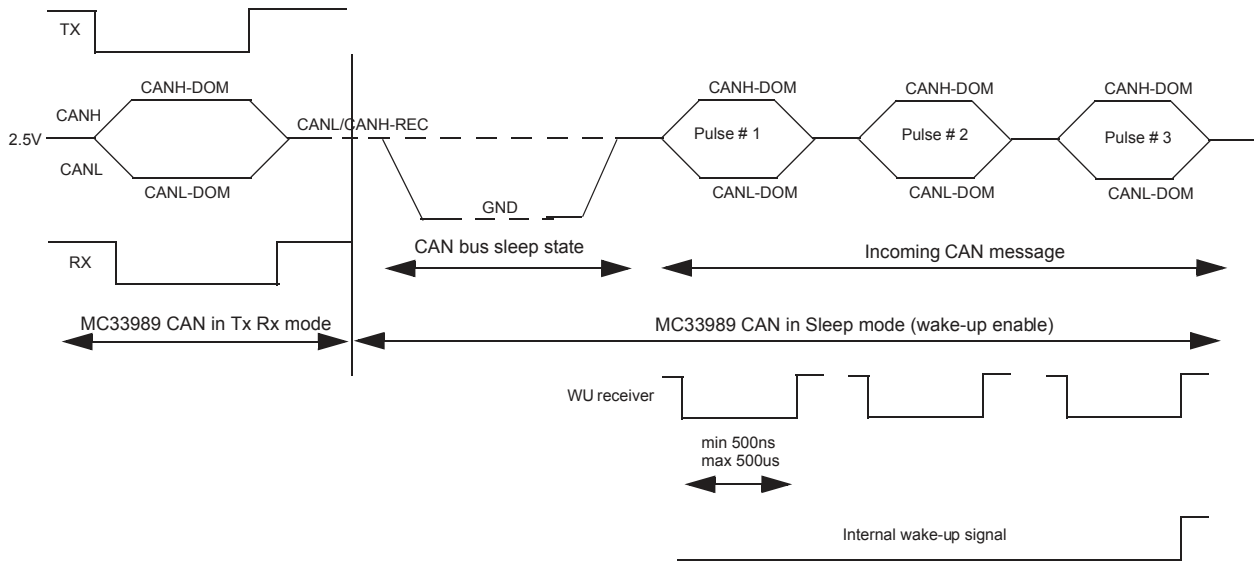 TX
CANH-DOM
CANH-DOM
CANH-DOM
CANH-DOM
CANH
CANL/CANH-REC
Pulse # 1
Pulse # 2
Pulse # 3
2.5V
CANL
CANL-DOM
CANL-DOM
CANL-DOM
CANL-DOM
GND
CAN bus sleep state
Incoming CAN message
RX
MC33989 CAN in Tx Rx mode
MC33989 CAN in Sleep mode (wake-up enable)
WU receiver
min 500ns
max 500us
Internal wake-up signal